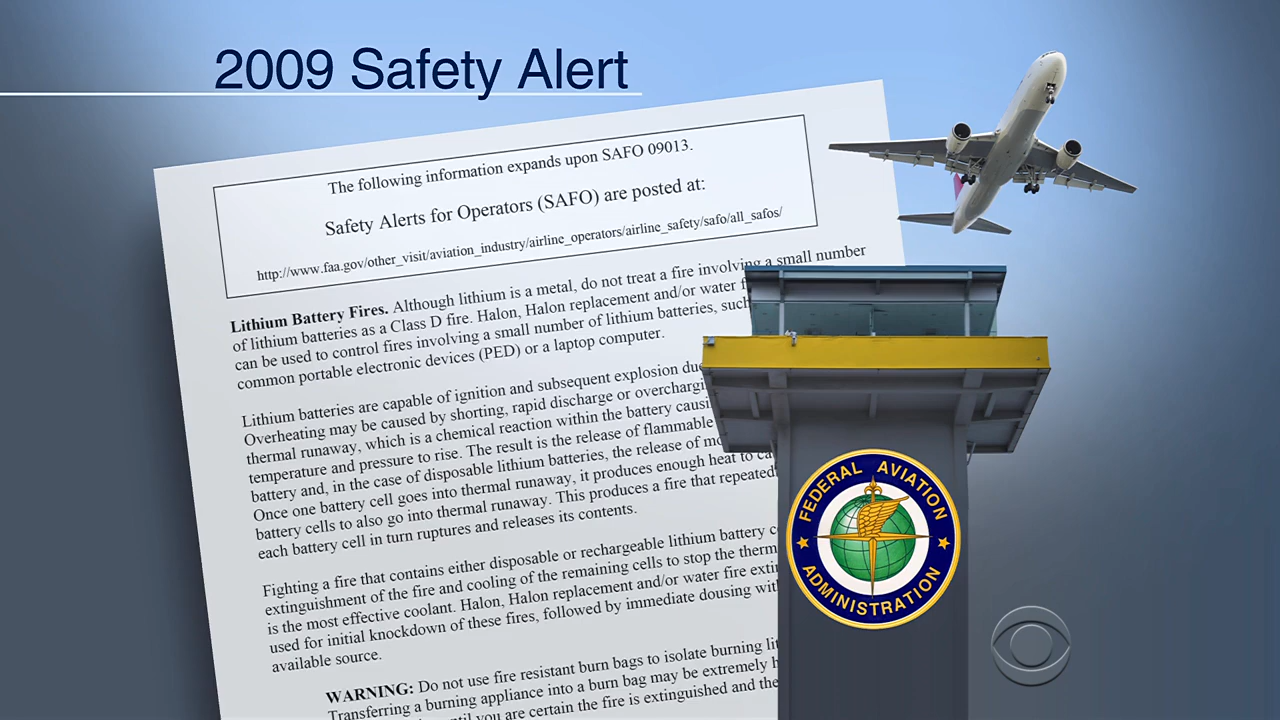 2009 Safety Alert
The following information expands upon SAFO 09013.
Safety Alerts for Operators (SAFO) are posted at:
http://www.faa.gov/other_visit/aviation_industry/airline_operators/airline_safety/safo/all_safos/
Lithium Battery Fires. Although lithium is a metal, do not treat a fire involving a small number
of lithium batteries as a Class D fire. Halon, Halon replacement and/or water f
can be used to control fires involving a small number of lithium batteries, such
common portable electronic devices (PED) or a laptop computer.
Lithium batteries are capable of ignition and subsequent explosion du
Overheating may be caused by shorting, rapid discharge or overchargi
thermal runaway, which is a chemical reaction within the battery causi
temperature and pressure to rise. The result is the release of flammable
battery and, in the case of disposable lithium batteries, the release of mo
Once one battery cell goes into thermal runaway, it produces enough heat to ca
battery cells to also go into thermal runaway. This produces a fire that repeated
each battery cell in turn ruptures and releases its contents.
Fighting a fire that contains either disposable or rechargeable lithium battery c
extinguishment of the fire and cooling of the remaining cells to stop the therm
is the most effective coolant. Halon, Halon replacement and/or water fire exti
used for initial knockdown of these fires, followed by immediate dousing wit
available source.
WARNING: Do not use fire resistant burn bags to isolate burning lit
Transferring a burning appliance into a burn bag may be extremely h
until you are certain the fire is extinguished and the
FEDERAL AVIATION
ADMINISTRATION